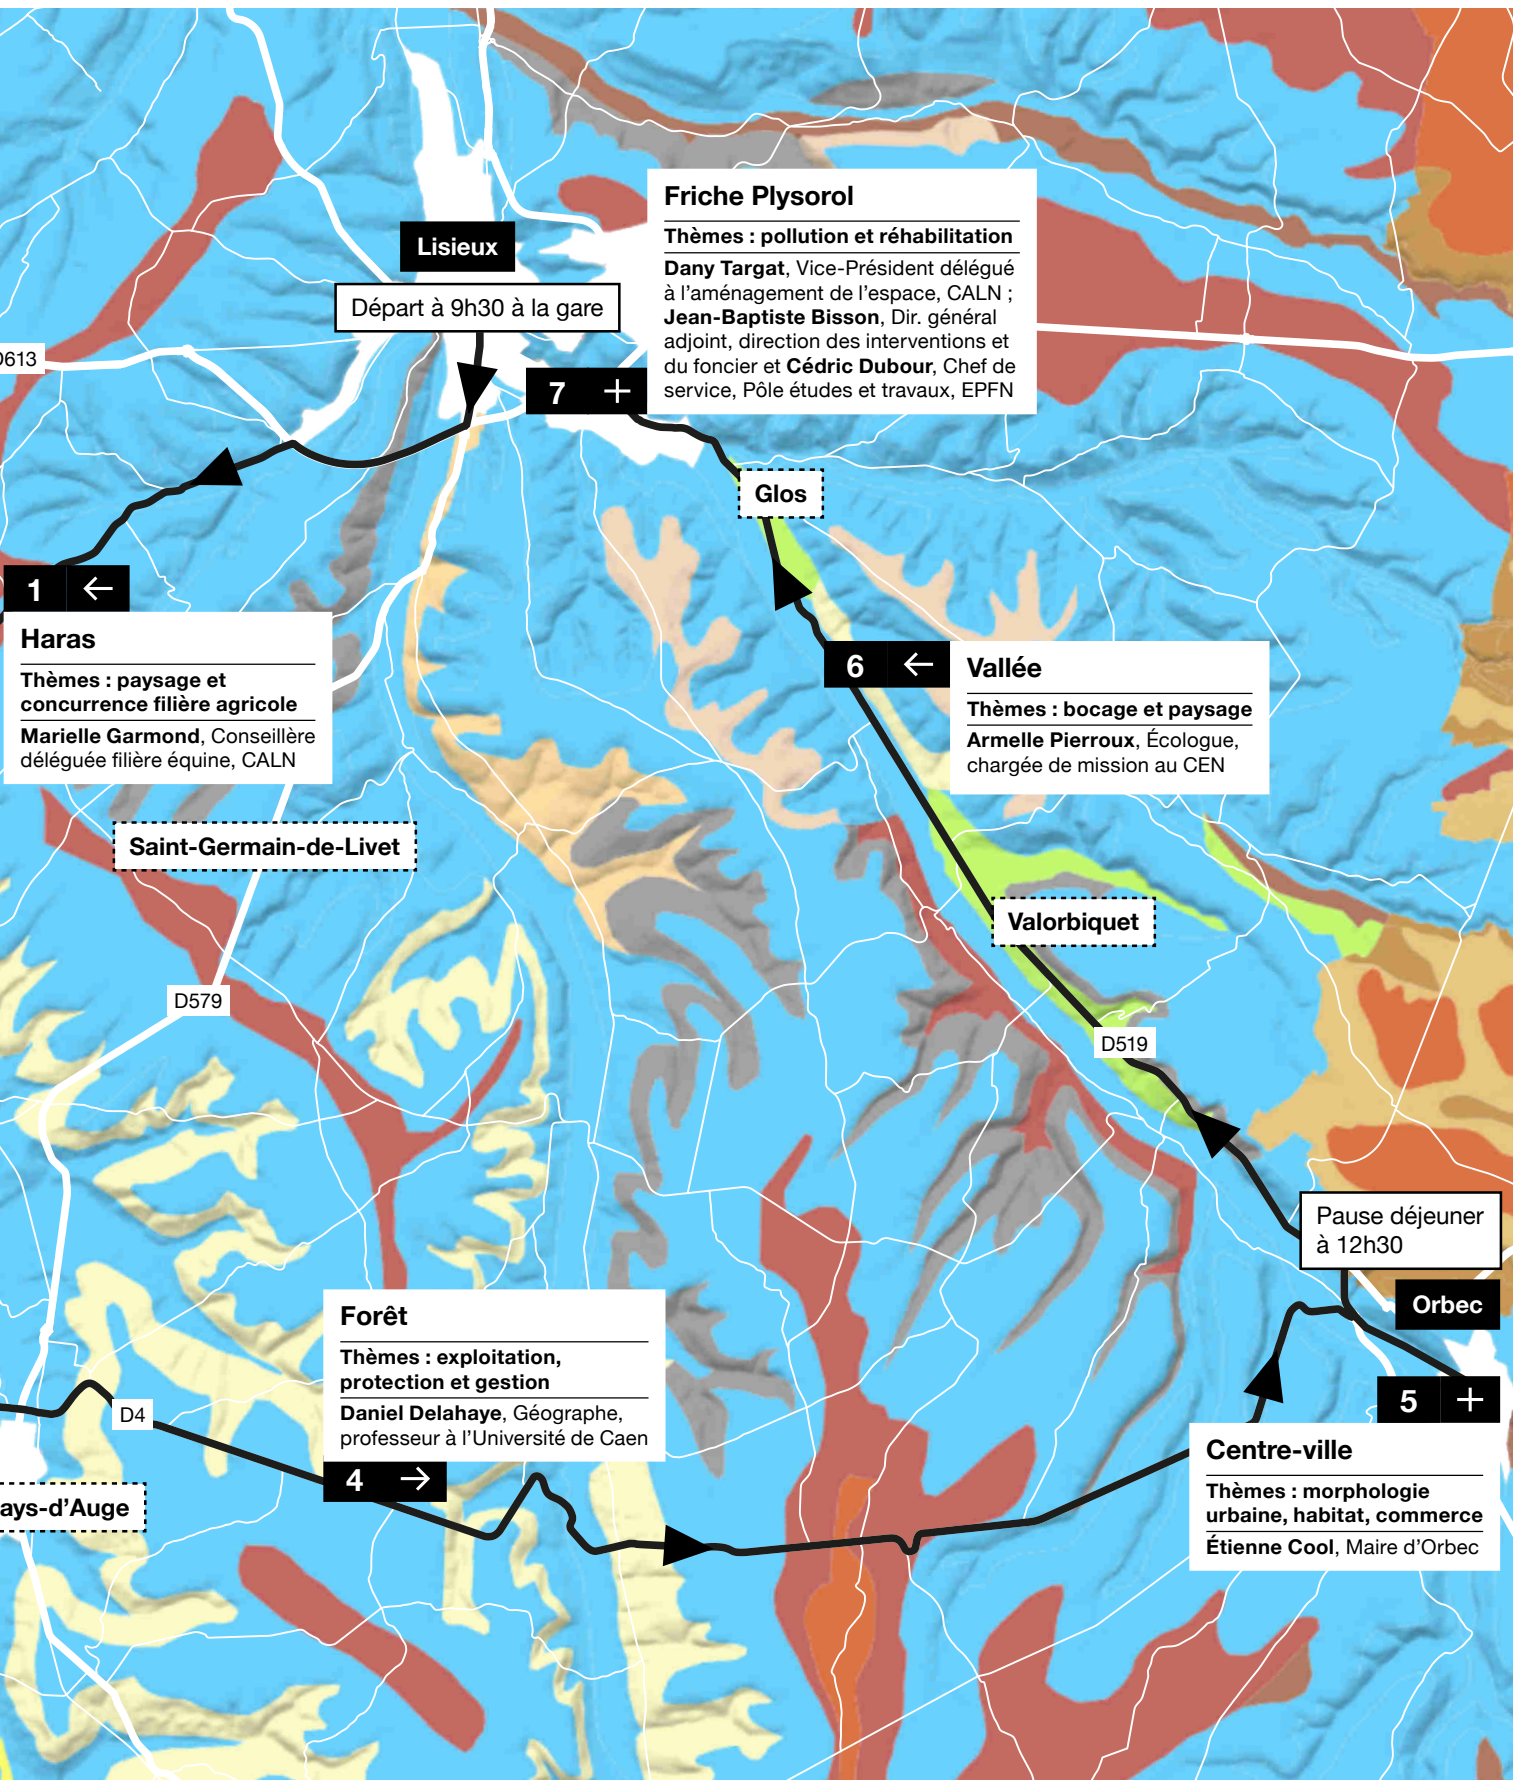 Friche Plysorol
Thèmes : pollution et réhabilitation
Dany Targat, Vice-Président délégué
à l'aménagement de l'espace, CALN ;
Jean-Baptiste Bisson, Dir. général
adjoint, direction des interventions et
du foncier et Cédric Dubour, Chef de
service, Pôle études et travaux, EPFN
7 +
Lisieux
Départ à 9h30 à la gare
D613
Glos
1 ←
Haras
Thèmes : paysage et
concurrence filière agricole
Marielle Garmond, Conseillère
déléguée filière équine, CALN
6 ←
Vallée
Thèmes : bocage et paysage
Armelle Pierroux, Écologue,
chargée de mission au CEN
Saint-Germain-de-Livet
Valorbiquet
D579
D519
Pause déjeuner
à 12h30
Orbec
Forêt
Thèmes : exploitation,
protection et gestion
Daniel Delahaye, Géographe,
professeur à l'Université de Caen
4 →
D4
5 +
Centre-ville
Thèmes : morphologie
urbaine, habitat, commerce
Étienne Cool, Maire d'Orbec
ays-d'Auge